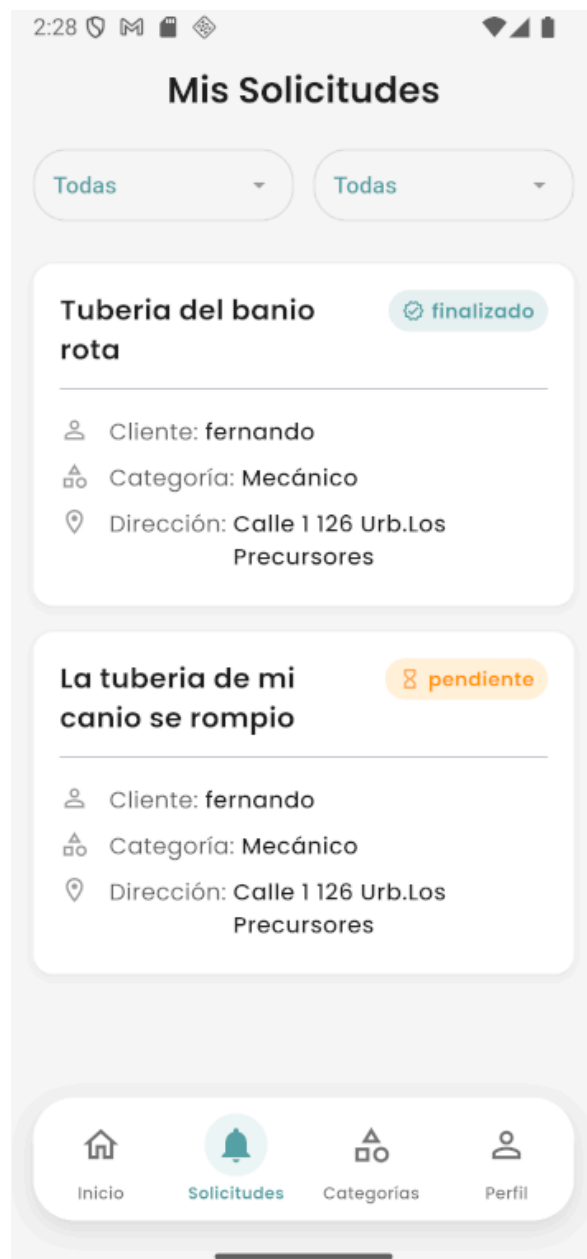 2:28
Mis Solicitudes
Todas
Todas
Tuberia del banio
rota
finalizado
Cliente: fernando
Categoría: Mecánico
Dirección: Calle 1 126 Urb.Los
Precursores
La tuberia de mi
canio se rompio
pendiente
Cliente: fernando
Categoría: Mecánico
Dirección: Calle 1 126 Urb.Los
Precursores
Inicio
Solicitudes
Categorías
Perfil